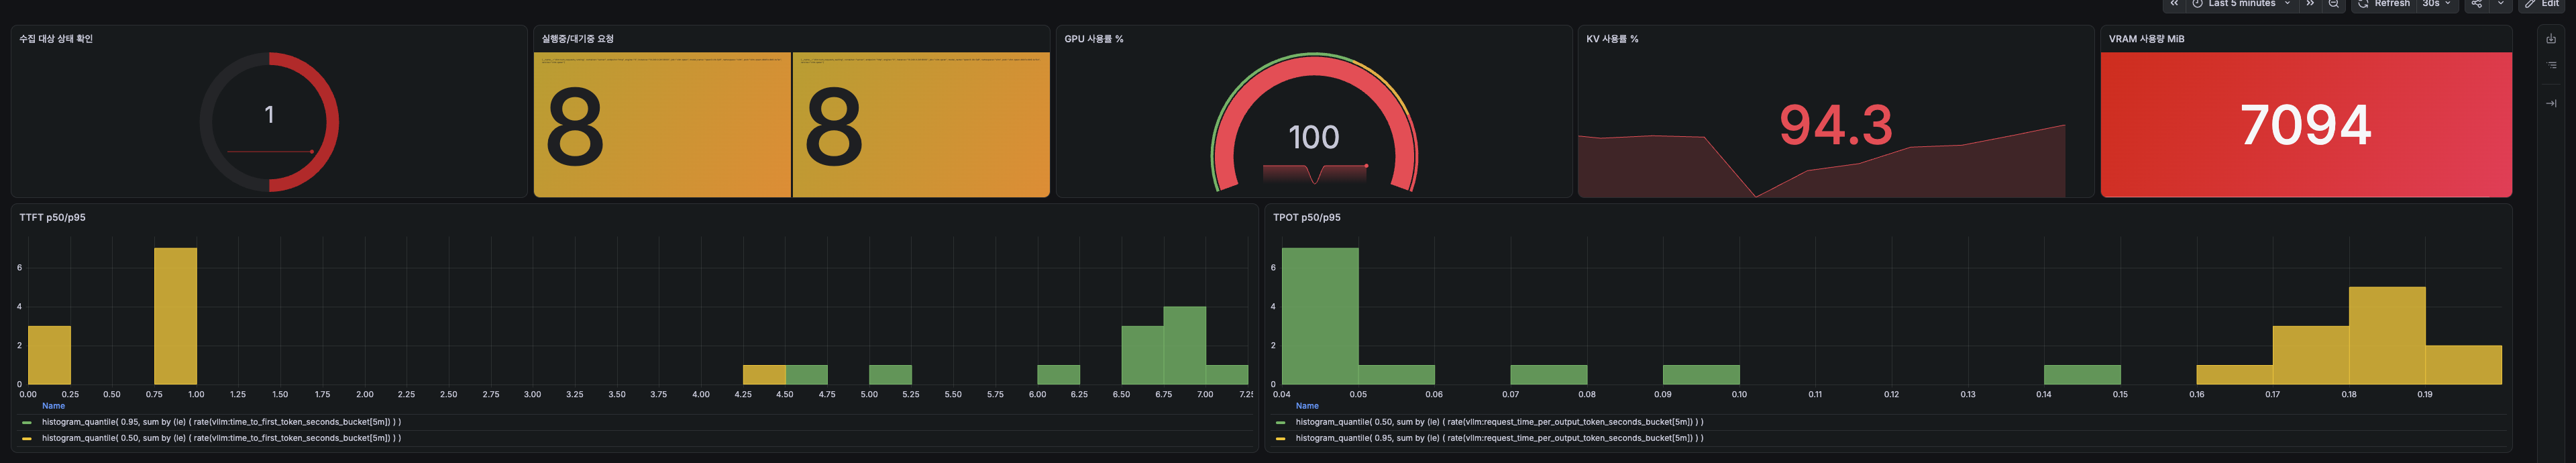 Last 5 minutes
Refresh
30s
Edit
수집 대상 상태 확인
1
실행중/대기중 요청
8
8
GPU 사용률 %
100
KV 사용률 %
94.3
VRAM 사용량 MiB
7094
TTFT p50/p95
6
4
2
0
0.00 0.25 0.50 0.75 1.00 1.25 1.50 1.75 2.00 2.25 2.50 2.75 3.00 3.25 3.50 3.75 4.00 4.25 4.50 4.75 5.00 5.25 5.50 5.75 6.00 6.25 6.50 6.75 7.00 7.25
Name
histogram_quantile( 0.95, sum by (le) ( rate(vllm:time_to_first_token_seconds_bucket[5m]) ) )
histogram_quantile( 0.50, sum by (le) ( rate(vllm:time_to_first_token_seconds_bucket[5m]) ) )
TPOT p50/p95
6
4
2
0
0.04 0.05 0.06 0.07 0.08 0.09 0.10 0.11 0.12 0.13 0.14 0.15 0.16 0.17 0.18 0.19
Name
histogram_quantile( 0.50, sum by (le) ( rate(vllm:request_time_per_output_token_seconds_bucket[5m]) ) )
histogram_quantile( 0.95, sum by (le) ( rate(vllm:request_time_per_output_token_seconds_bucket[5m]) ) )